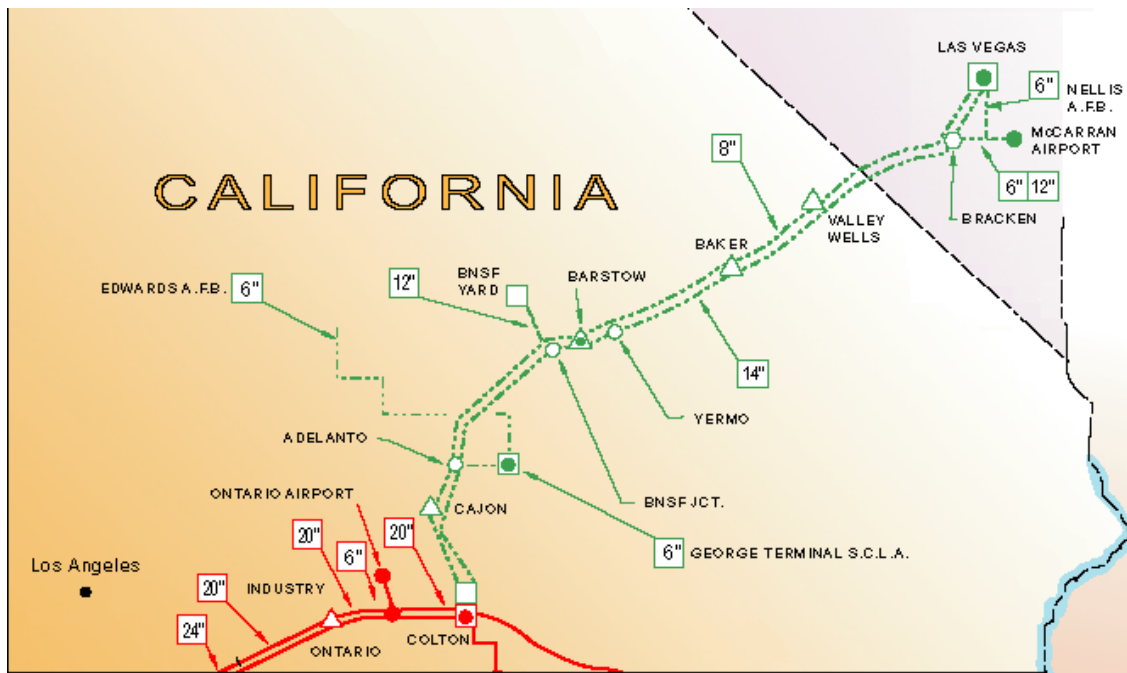 LAS VEGAS
6"
NELLIS
A.F.B.
McCARRAN
AIRPORT
8"
6" 12"
BRACKEN
CALIFORNIA
VALLEY
WELLS
BAKER
BNSF
YARD
BARSTOW
12"
EDWARDS A.F.B.
6"
14"
YERMO
ADELANTO
ONTARIO AIRPORT
CAJON
BNSF JCT.
20"
6"
20"
6"
GEORGE TERMINAL S.C.L.A.
Los Angeles
INDUSTRY
20"
24"
ONTARIO
COLTON